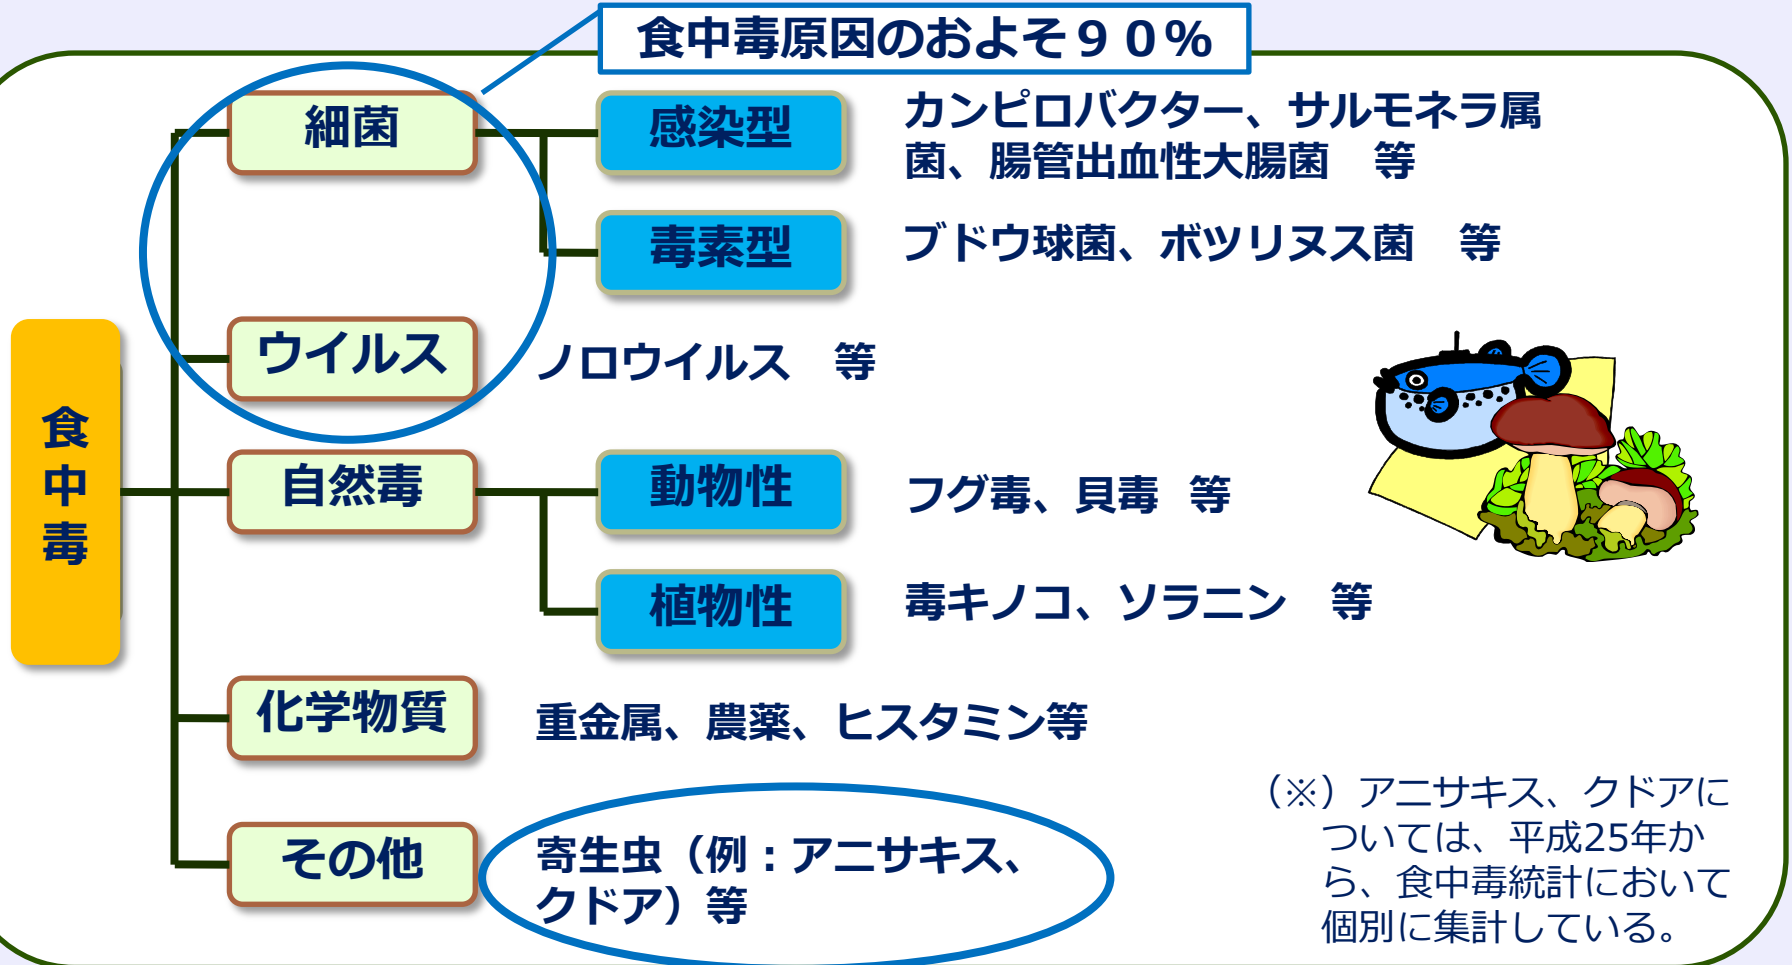 食中毒原因のおよそ９０％
細菌
感染型
カンピロバクター、サルモネラ属
菌、腸管出血性大腸菌　等
毒素型
ブドウ球菌、ボツリヌス菌　等
ウイルス
ノロウイルス　等
食中毒
自然毒
動物性
フグ毒、貝毒 等
植物性
毒キノコ、ソラニン　等
化学物質
重金属、農薬、ヒスタミン等
その他
寄生虫（例：アニサキス、
クドア）等
（※）アニサキス、クドアに
ついては、平成25年か
ら、食中毒統計において
個別に集計している。